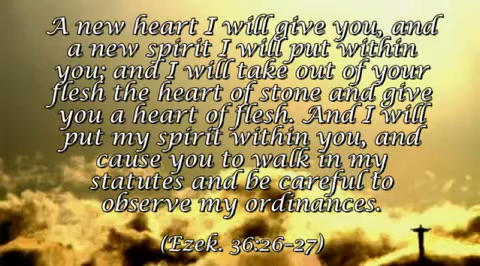 A new heart I will give you, and
a new spirit I will put within
you; and I will take out of your
flesh the heart of stone and give
you a heart of flesh. And I will
put my spirit within you, and
cause you to walk in my
statutes and be careful to
observe my ordinances.
(Ezek. 36:26-27)